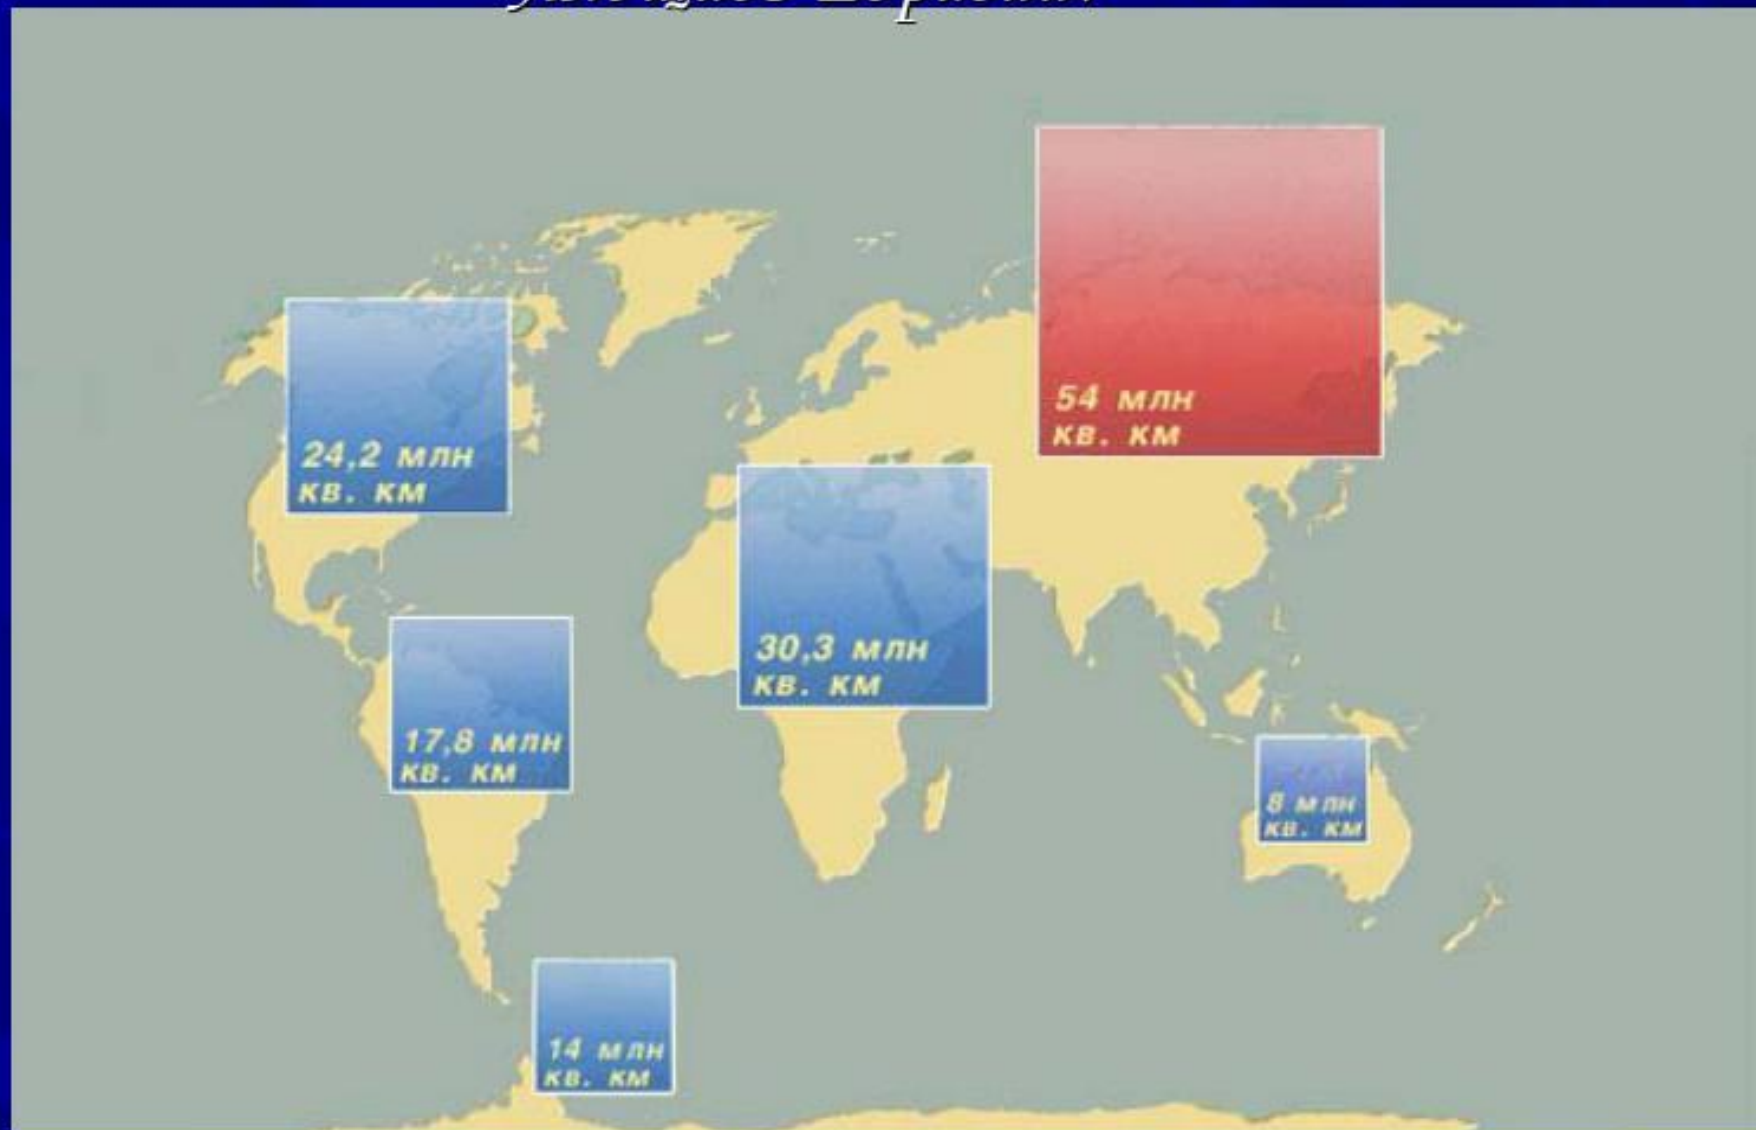 54 млн
кв. км
24,2 млн
кв. км
30,3 млн
кв. км
17,8 млн
кв. км
8 млн
кв. км
14 млн
кв. км